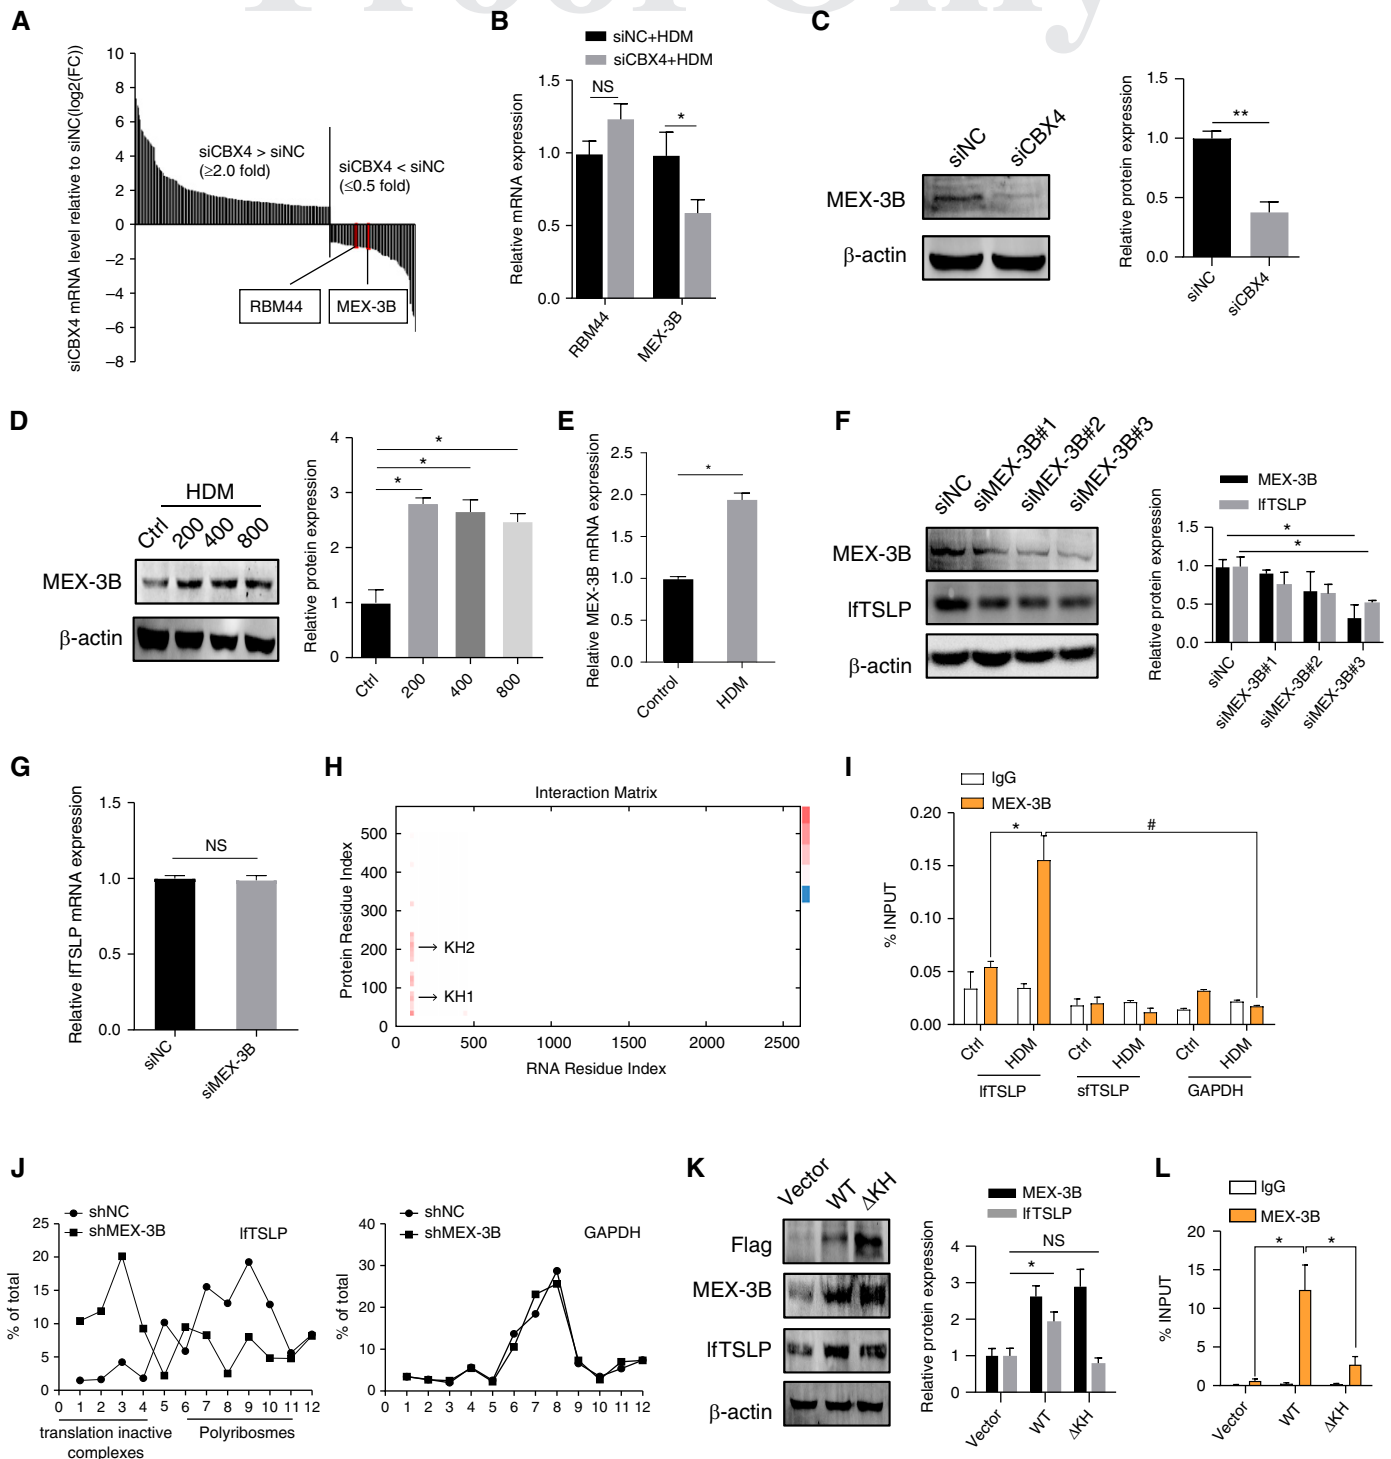 Proof Only
A
siCBX4 mRNA level relative to siNC(log2(FC))
10
8
6
4
2
0
–2
–4
–6
–8
siCBX4 > siNC
(≥2.0 fold)
siCBX4 < siNC
(≤0.5 fold)
RBM44
MEX-3B
B
siNC+HDM
siCBX4+HDM
Relative mRNA expression
1.5
1.0
0.5
0.0
NS
*
RBM44
MEX-3B
C
siNC
siCBX4
MEX-3B
β-actin
Relative protein expression
1.5
1.0
0.5
0.0
**
siNC
siCBX4
D
HDM
Ctrl
200
400
800
MEX-3B
β-actin
Relative protein expression
4
3
2
1
0
*
*
*
Ctrl
200
400
800
E
Relative MEX-3B mRNA expression
2.5
2.0
1.5
1.0
0.5
0.0
*
Control
HDM
F
siNC
siMEX-3B#1
siMEX-3B#2
siMEX-3B#3
MEX-3B
lfTSLP
β-actin
MEX-3B
lfTSLP
Relative protein expression
1.5
1.0
0.5
0.0
*
*
siNC
siMEX-3B#1
siMEX-3B#2
siMEX-3B#3
G
Relative lfTSLP mRNA expression
1.5
1.0
0.5
0.0
NS
siNC
siMEX-3B
H
Interaction Matrix
Protein Residue Index
500
400
300
200
100
0
KH2
KH1
0 500 1000 1500 2000 2500
RNA Residue Index
I
IgG
MEX-3B
% INPUT
0.20
0.15
0.10
0.05
0.00
*
#
Ctrl
HDM
Ctrl
HDM
Ctrl
HDM
lfTSLP
sfTSLP
GAPDH
J
shNC
shMEX-3B
lfTSLP
% of total
25
20
15
10
5
0
0 1 2 3 4 5 6 7 8 9 10 11 12
translation inactive
complexes
Polyribosmes
shNC
shMEX-3B
GAPDH
% of total
40
30
20
10
0
0 1 2 3 4 5 6 7 8 9 10 11 12
K
Vector
WT
ΔKH
Flag
MEX-3B
lfTSLP
β-actin
MEX-3B
lfTSLP
Relative protein expression
4
3
2
1
0
NS
*
Vector
WT
ΔKH
L
IgG
MEX-3B
% INPUT
20
15
10
5
0
*
*
Vector
WT
ΔKH